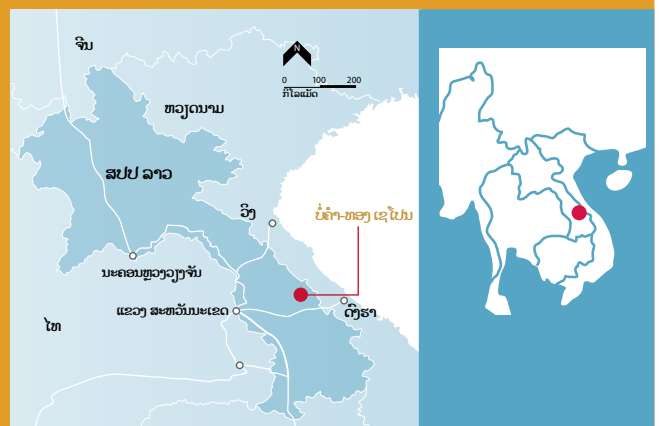 ຈີນ
N
0 100 200
ກິໂລແມັດ
ຫວຽດນາມ
ສປປ ລາວ
ວິງ
ບໍ່ຄຳ-ທອງ ເຊໂປນ
ນະຄອນຫຼວງວຽງຈັນ
ແຂວງ ສະຫວັນນະເຂດ
ດົງຮາ
ໄທ